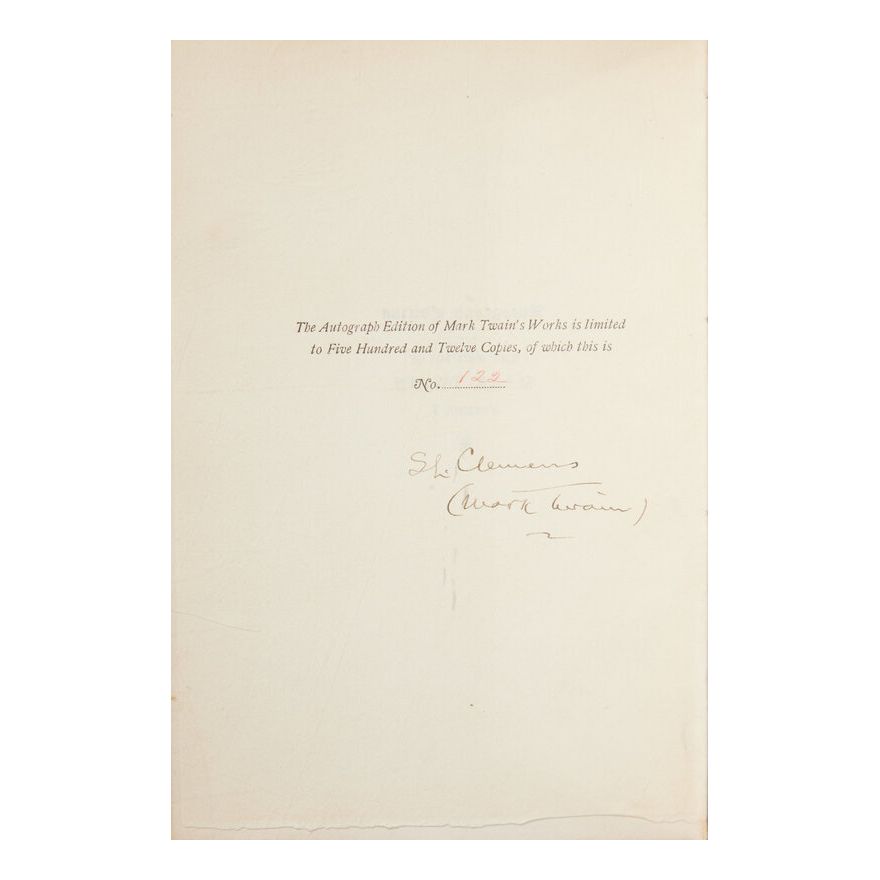 The Autograph Edition of Mark Twain's Works is limited
to Five Hundred and Twelve Copies, of which this is
No. 122
SL. Clemens
(Mark Twain)